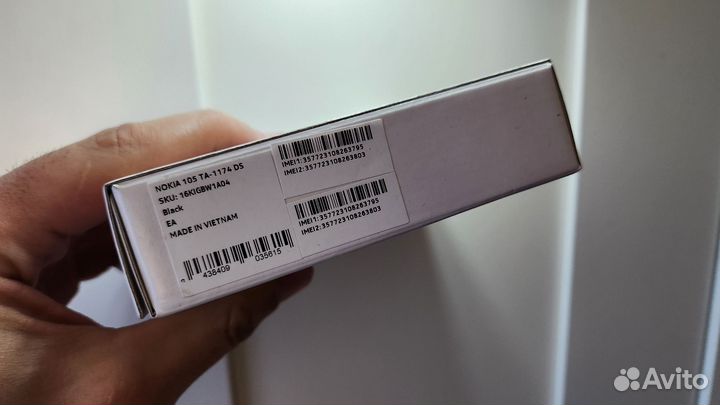 NOKIA 105 TA-1174 DS
SKU: 16KIGBW1A04
Black
EA
MADE IN VIETNAM
438409 035615
IMEI1:357723108263795
IMEI2:357723108263803
IMEI1:357723108263795
IMEI2:357723108263803
Avito